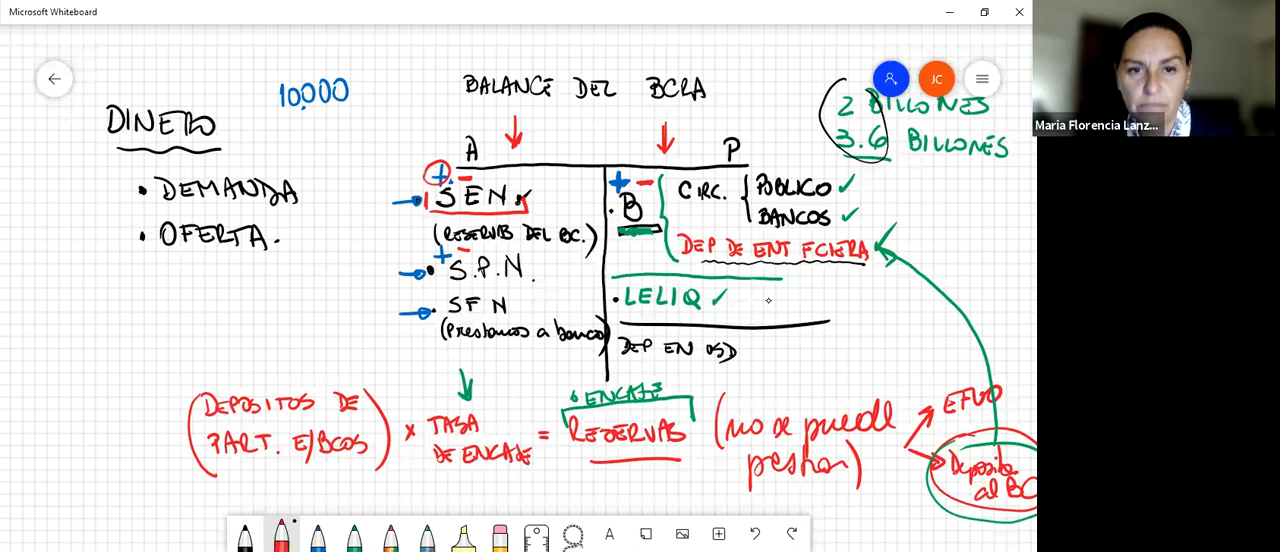 Microsoft Whiteboard
JC
Maria Florencia Lanz...
10.000
BALANCE DEL BCRA
2 BILLONES
3.6 BILLONES
DINERO
• DEMANDA
• OFERTA.
A
P
+ -
• SEN
(RESERVAS DEL BC.)
+ -
• S.P.N.
• SFN
(Prestamos a bancos)
+ -
• B
CIRC. { PUBLICO ✓
BANCOS ✓
DEP DE ENT FCIERA
• LELIQ ✓
DEP EN USD
(DEPOSITOS DE
PART. E/BCOS)
× TASA
DE ENCAJE
=
ENCAJE
RESERVAS
(no se puede
prestar)
EFVO
Deposito
al BC
A